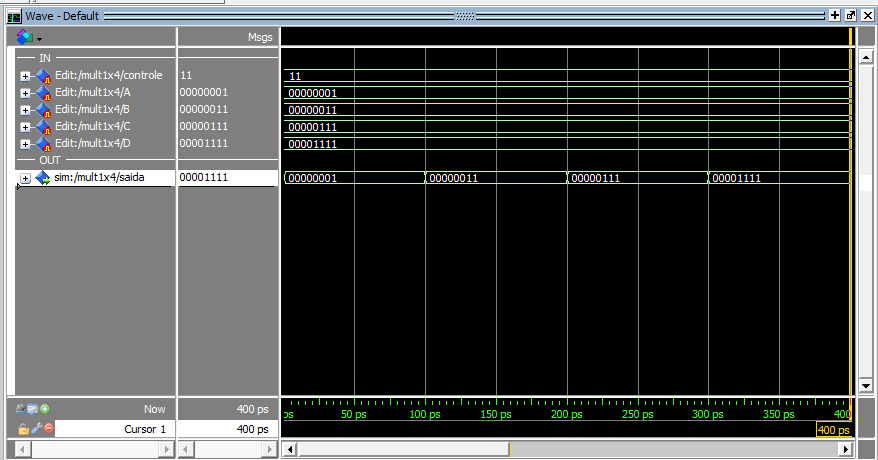 Wave - Default
Msgs
IN
Edit:/mult1x4/controle 11 11
Edit:/mult1x4/A 00000001 00000001
Edit:/mult1x4/B 00000011 00000011
Edit:/mult1x4/C 00000111 00000111
Edit:/mult1x4/D 00001111 00001111
OUT
sim:/mult1x4/saida 00001111 00000001 00000011 00000111 00001111
Now 400 ps ps 50 ps 100 ps 150 ps 200 ps 250 ps 300 ps 350 ps 400
Cursor 1 400 ps 400 ps